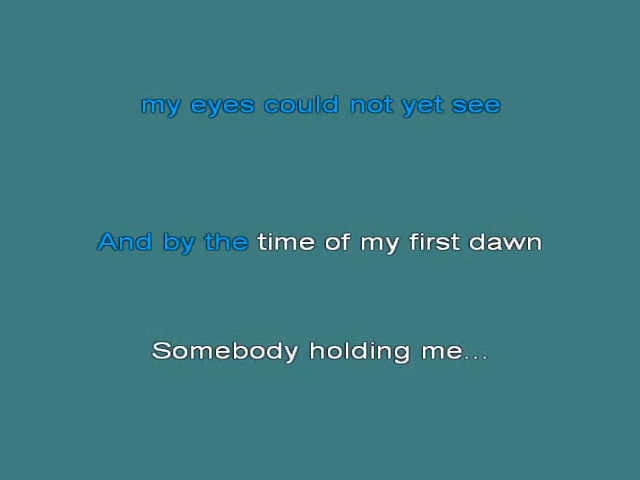 my eyes could not yet see
And by the time of my first dawn
Somebody holding me...